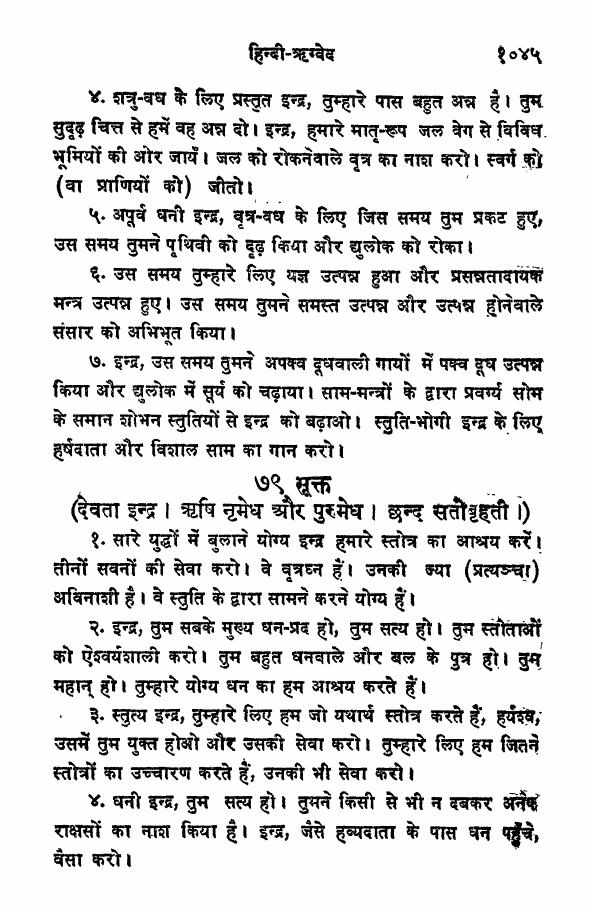 हिन्दी-ऋग्वेद १०४५
४. शत्रु-वध के लिए प्रस्तुत इन्द्र, तुम्हारे पास बहुत अन्न है। तुम
सुदृढ़ चित्त से हमें वह अन्न दो। इन्द्र, हमारे मातृ-रूप जल वेग से विविध
भूमियों की ओर जायँ। जल को रोकनेवाले वृत्र का नाश करो। स्वर्ग को
(वा प्राणियों को) जीतो।
५. अपूर्व धनी इन्द्र, वृत्र-वध के लिए जिस समय तुम प्रकट हुए,
उस समय तुमने पृथिवी को दृढ़ किया और द्युलोक को रोका।
६. उस समय तुम्हारे लिए यज्ञ उत्पन्न हुआ और प्रसन्नतादायक
मन्त्र उत्पन्न हुए। उस समय तुमने समस्त उत्पन्न और उत्पन्न होनेवाले
संसार को अभिभूत किया।
७. इन्द्र, उस समय तुमने अपक्व दूधवाली गायों में पक्व दूध उत्पन्न
किया और द्युलोक में सूर्य को चढ़ाया। साम-मन्त्रों के द्वारा प्रवर्ग्य सोम
के समान शोभन स्तुतियों से इन्द्र को बढ़ाओ। स्तुति-भोगी इन्द्र के लिए
हर्षदाता और विशाल साम का गान करो।
७९ सूक्त
(देवता इन्द्र। ऋषि नृमेध और पुरुमेध। छन्द सतोबृहती।)
१. सारे युद्धों में बुलाने योग्य इन्द्र हमारे स्तोत्र का आश्रय करें।
तीनों सवनों की सेवा करो। वे वृत्रघ्न हैं। उनकी ज्या (प्रत्यञ्चा)
अविनाशी है। वे स्तुति के द्वारा सामने करने योग्य हैं।
२. इन्द्र, तुम सबके मुख्य धन-प्रद हो, तुम सत्य हो। तुम स्तोताओं
को ऐश्वर्यशाली करो। तुम बहुत धनवाले और बल के पुत्र हो। तुम
महान् हो। तुम्हारे योग्य धन का हम आश्रय करते हैं।
३. स्तुत्य इन्द्र, तुम्हारे लिए हम जो यथार्थ स्तोत्र करते हैं, हर्यश्व,
उसमें तुम युक्त होओ और उसकी सेवा करो। तुम्हारे लिए हम जितने
स्तोत्रों का उच्चारण करते हैं, उनकी भी सेवा करो।
४. धनी इन्द्र, तुम सत्य हो। तुमने किसी से भी न दबकर अनेक
राक्षसों का नाश किया है। इन्द्र, जैसे हव्यदाता के पास धन पहुँचे,
वैसा करो।